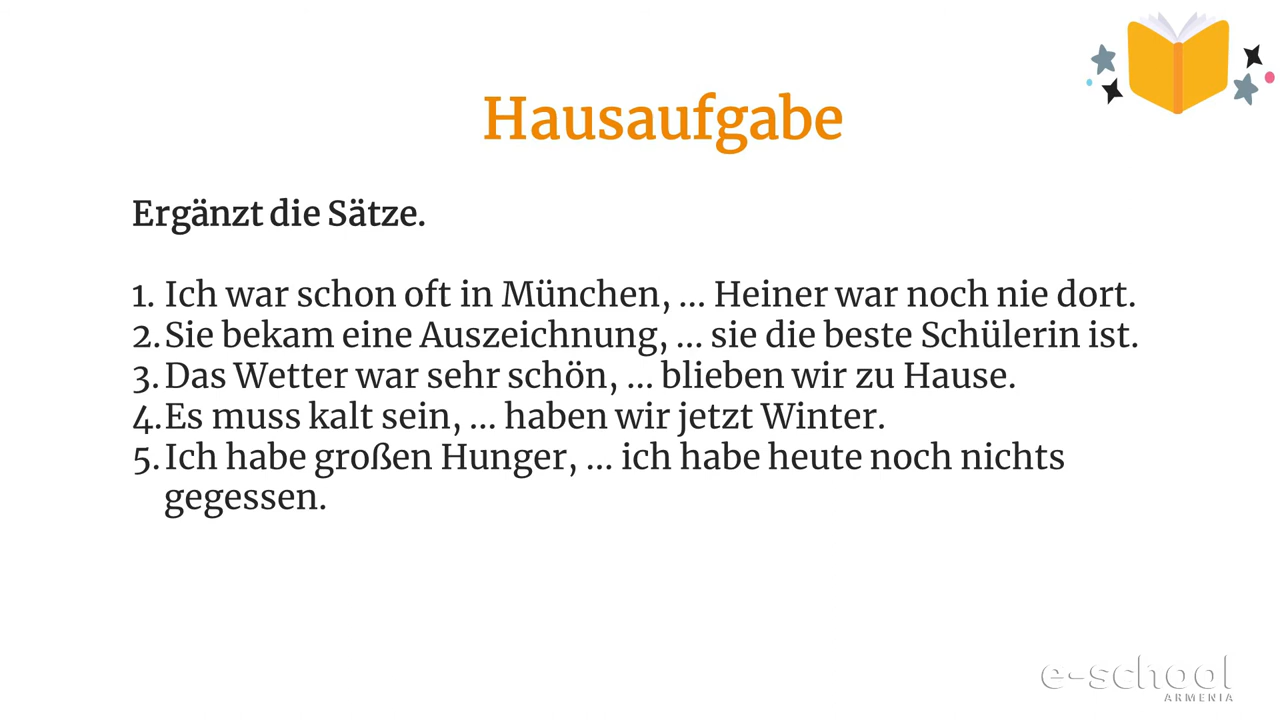 Hausaufgabe
Ergänzt die Sätze.
1. Ich war schon oft in München, ... Heiner war noch nie dort.
2. Sie bekam eine Auszeichnung, ... sie die beste Schülerin ist.
3. Das Wetter war sehr schön, ... blieben wir zu Hause.
4. Es muss kalt sein, ... haben wir jetzt Winter.
5. Ich habe großen Hunger, ... ich habe heute noch nichts
gegessen.
e-school
ARMENIA